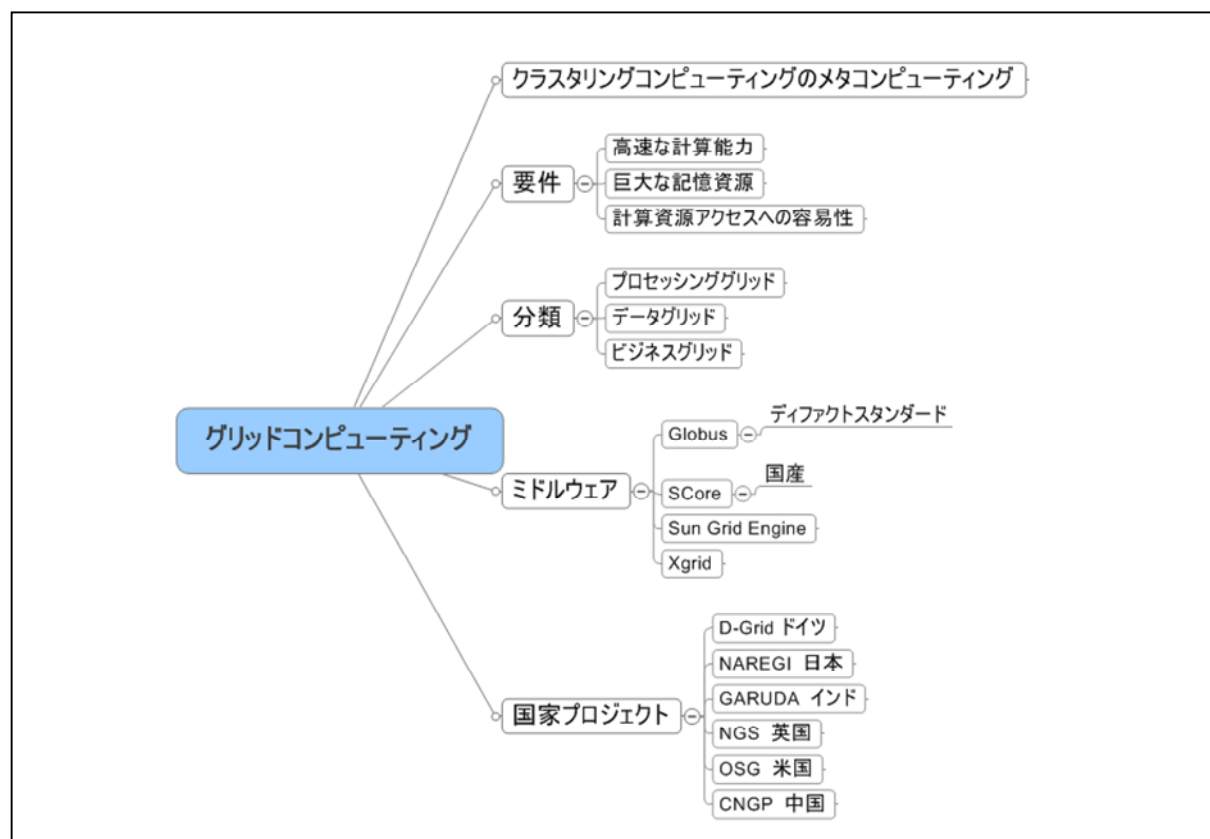 クラスタリングコンピューティングのメタコンピューティング
要件
高速な計算能力
巨大な記憶資源
計算資源アクセスへの容易性
分類
プロセッシンググリッド
データグリッド
ビジネスグリッド
グリッドコンピューティング
ミドルウェア
Globus
ディファクトスタンダード
SCore
国産
Sun Grid Engine
Xgrid
国家プロジェクト
D-Grid ドイツ
NAREGI 日本
GARUDA インド
NGS 英国
OSG 米国
CNGP 中国